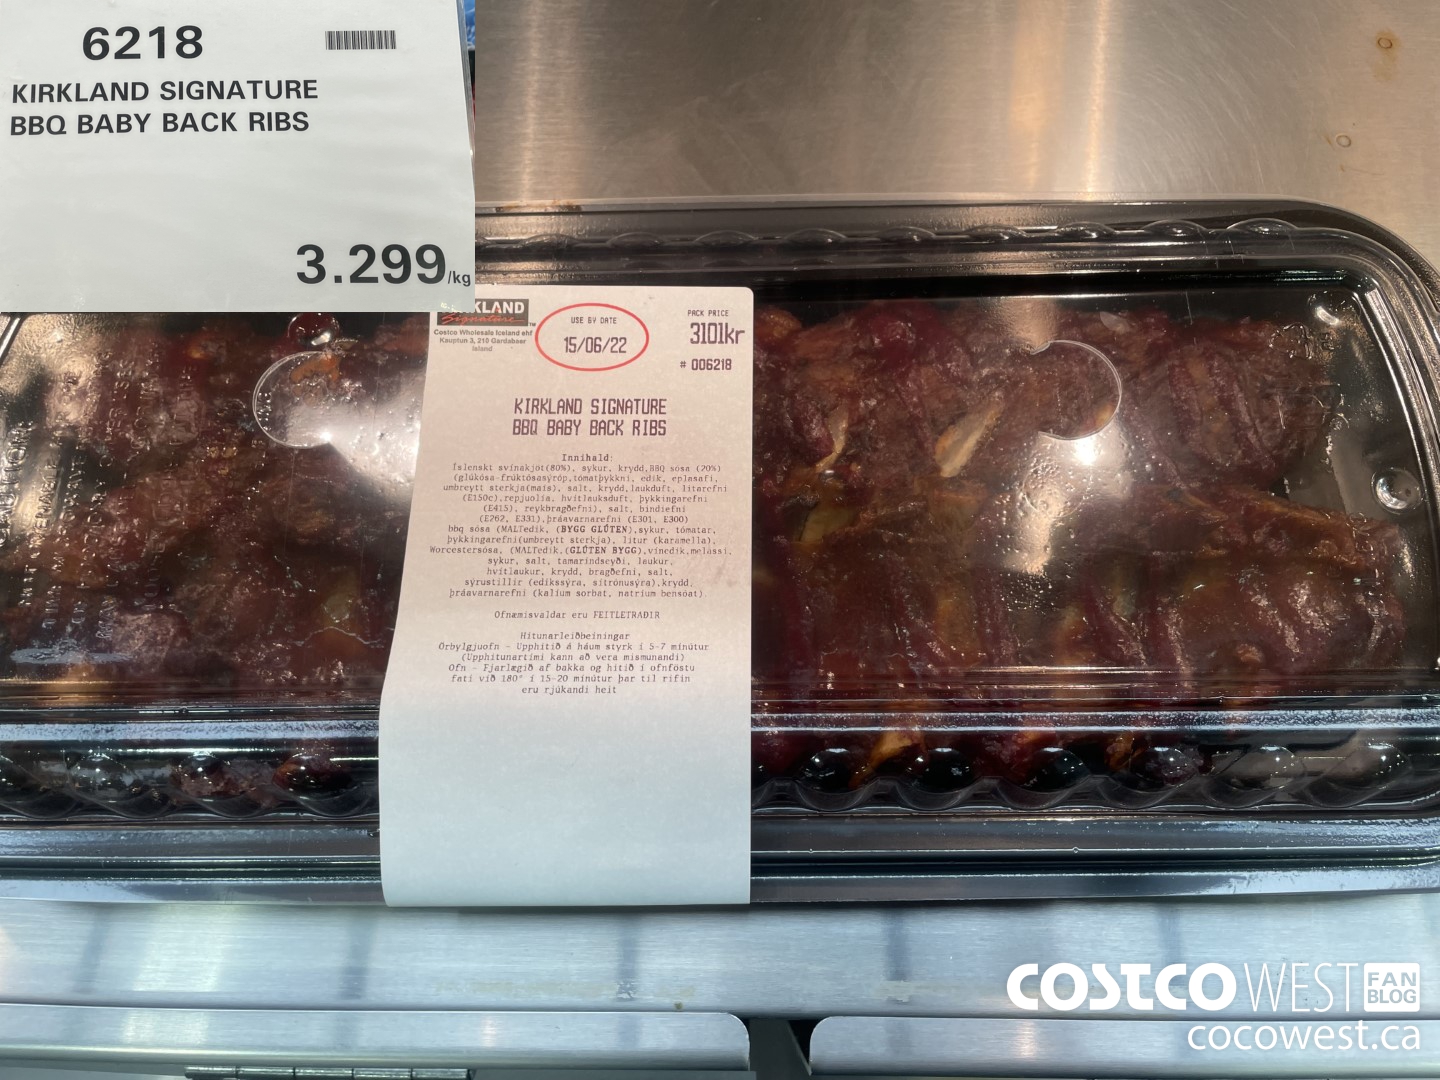 6218
KIRKLAND SIGNATURE
BBQ BABY BACK RIBS
3.299/kg
KIRKLAND
Signature
Costco Wholesale Iceland ehf
Kauptun 3, 210 Gardabaer
Island
USE BY DATE
15/06/22
PACK PRICE
3101kr
# 006218
KIRKLAND SIGNATURE
BBQ BABY BACK RIBS
Innihald:
Íslenskt svínakjöt(80%), sykur, krydd,BBQ sósa (20%)
(glúkósa-frúktósasýróp,tómatþykkni, edik, eplasafi,
umbreytt sterkja(maís), salt, krydd,laukduft, litarefni
(E150c),repjuolía, hvítlauksduft, þykkingarefni
(E415), reykbragðefni), salt, bindiefni
(E262, E331),þráavarnarefni (E301, E300)
bbq sósa (MALTedik, (BYGG GLÚTEN),sykur, tómatar,
þykkingarefni(umbreytt sterkja), litur (karamella),
Worcestersósa, (MALTedik,(GLÚTEN BYGG),vínedik,melassi,
sykur, salt, tamarindseyði, laukur,
hvítlaukur, krydd, bragðefni, salt,
sýrustillir (ediksýra, sítrónusýra),krydd,
þráavarnarefni (kalíum sorbat, natrium bensóat)
Ofnæmisvaldar eru FEITLETRAÐIR
Hitunarleiðbeiningar
Örbylgjuofn - Upphitið á háum styrk í 5-7 mínútur
(Upphitunartími kann að vera mismunandi)
Ofn - Fjarlægið af bakka og hitið í ofnföstu
fati við 180° í 15-20 mínútur þar til rifin
eru rjúkandi heit
COSTCO WEST FAN BLOG
cocowest.ca